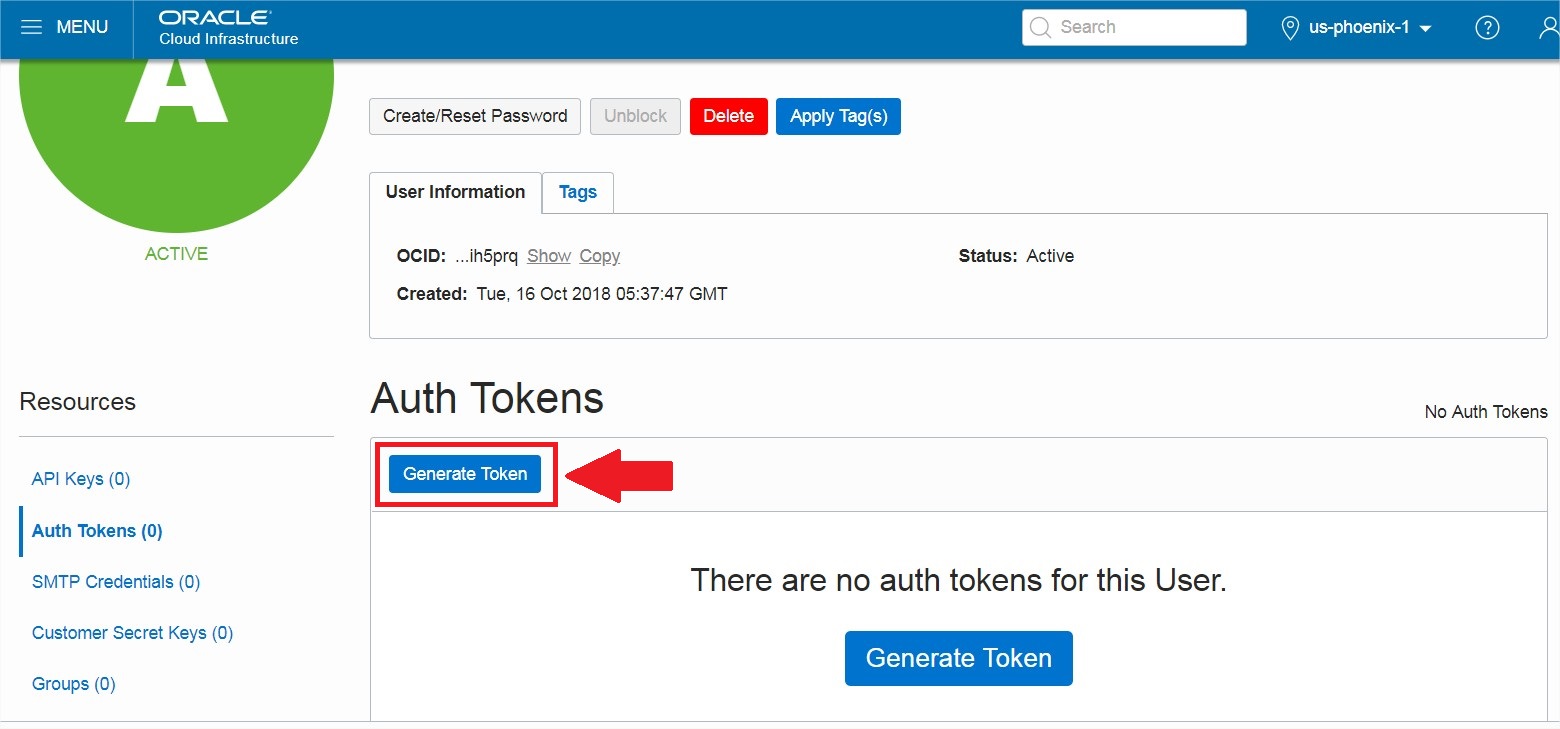 MENU
ORACLE
Cloud Infrastructure
Search
us-phoenix-1
?
A
ACTIVE
Create/Reset Password
Unblock
Delete
Apply Tag(s)
User Information
Tags
OCID: ...ih5prq Show Copy
Status: Active
Created: Tue, 16 Oct 2018 05:37:47 GMT
Resources
API Keys (0)
Auth Tokens (0)
SMTP Credentials (0)
Customer Secret Keys (0)
Groups (0)
Auth Tokens
No Auth Tokens
Generate Token
There are no auth tokens for this User.
Generate Token